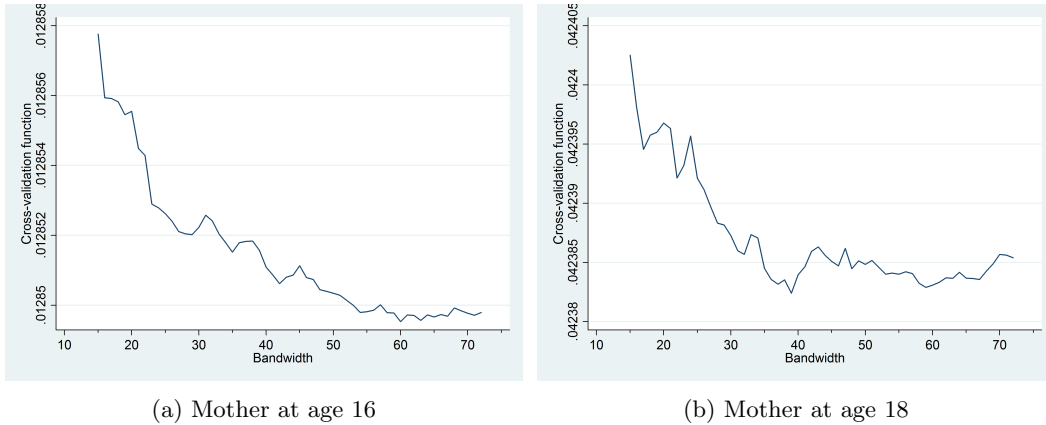 Cross-validation function
.012858
.012856
.012854
.012852
.01285
10 20 30 40 50 60 70
Bandwidth
(a) Mother at age 16
Cross-validation function
.042405
.0424
.042395
.04239
.042385
.04238
10 20 30 40 50 60 70
Bandwidth
(b) Mother at age 18